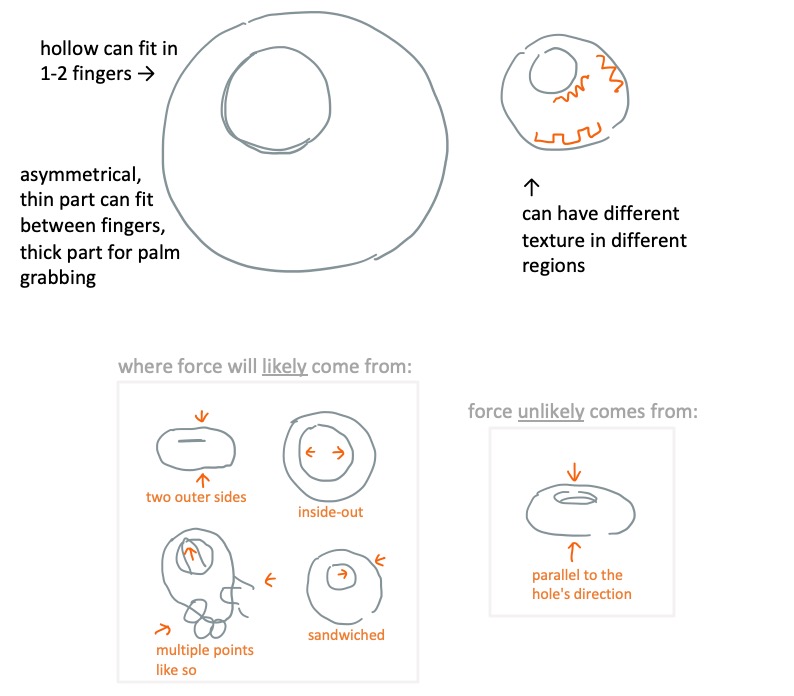 hollow can fit in
1-2 fingers →
asymmetrical,
thin part can fit
between fingers,
thick part for palm
grabbing
↑
can have different
texture in different
regions
where force will likely come from:
two outer sides
inside-out
multiple points
like so
sandwiched
force unlikely comes from:
parallel to the
hole's direction